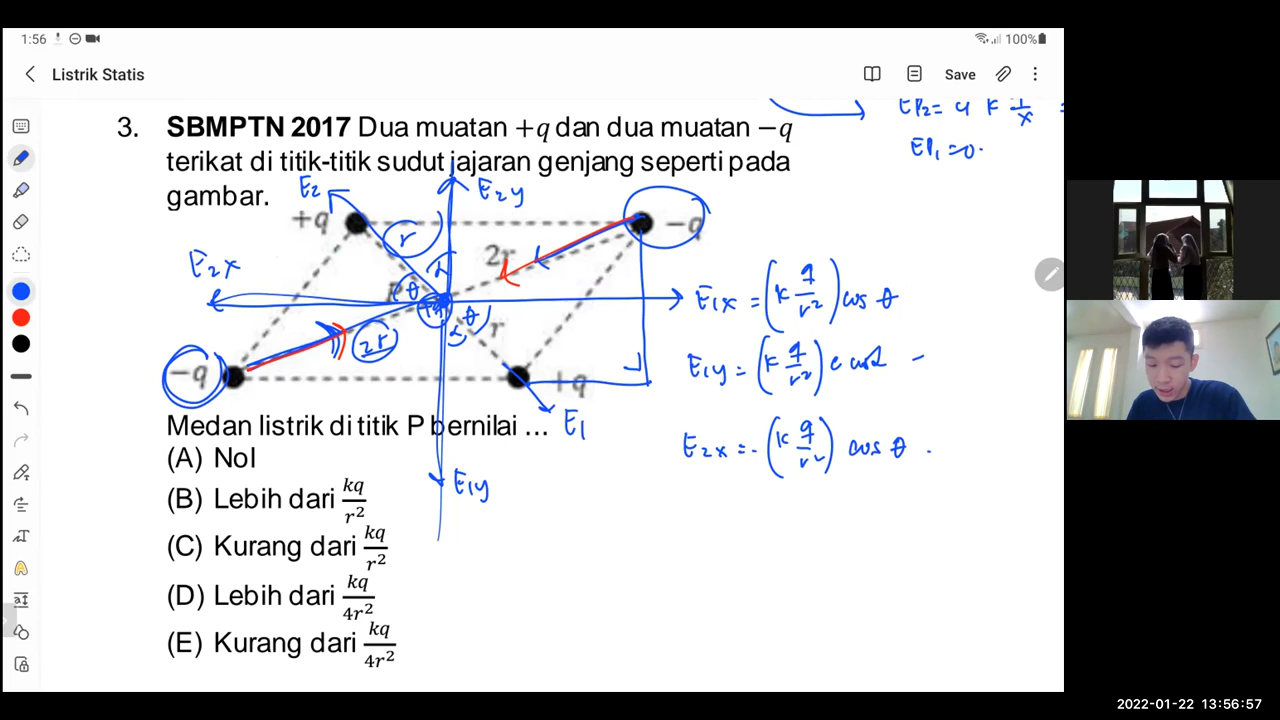 1:56 100%
Listrik Statis Save
EP₂= 4 K
EP₁ =0.
3. SBMPTN 2017 Dua muatan +q dan dua muatan −q
terikat di titik-titik sudut jajaran genjang seperti pada
gambar.
E2 E2y
+q r −q
2r
E2x
θ α
θ
E1x = (K q/r²) cos θ
2r r
−q +q
E1y = (K q/r²) cos α −
E1
Medan listrik di titik P bernilai ...
E2x = - (K q/r²) cos θ .
(A) Nol
E1y
(B) Lebih dari kq/r²
(C) Kurang dari kq/r²
(D) Lebih dari kq/4r²
(E) Kurang dari kq/4r²
2022-01-22 13:56:57